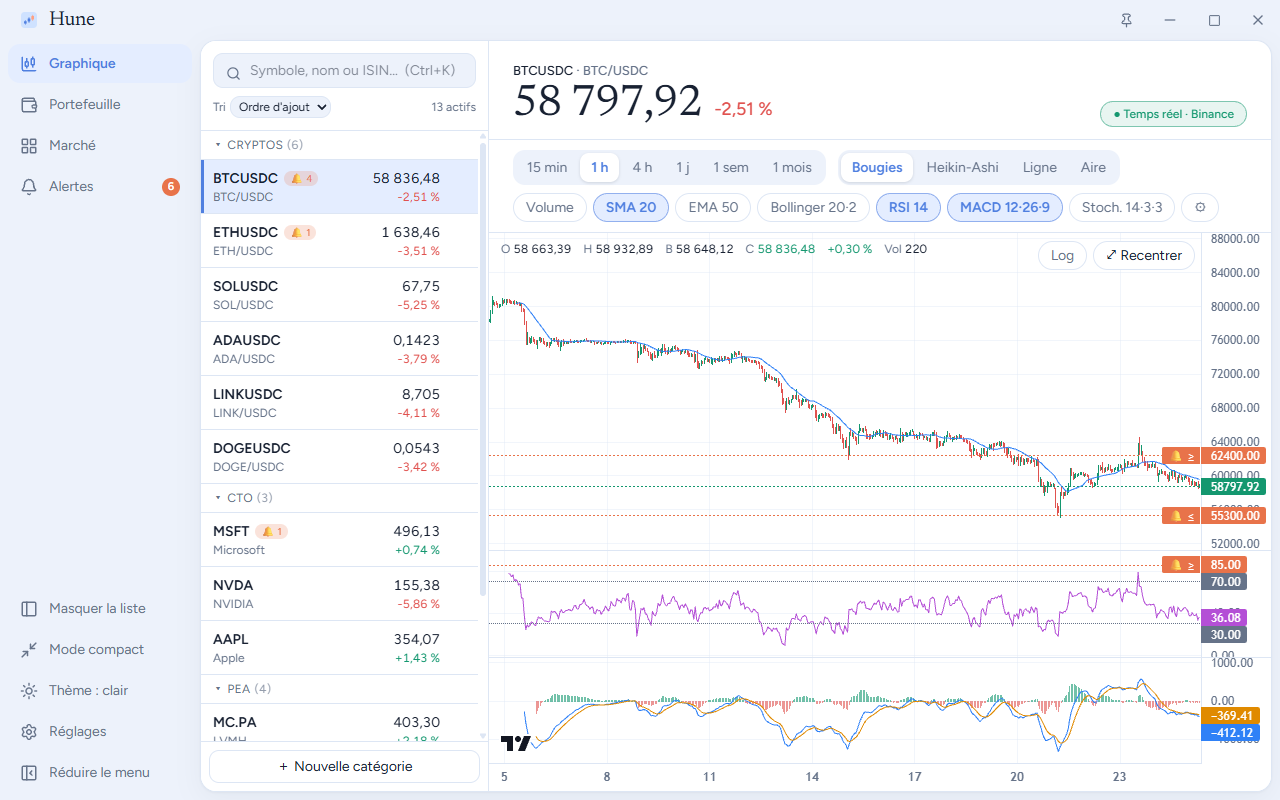 Hune
Graphique
Portefeuille
Marché
Alertes 6
Masquer la liste
Mode compact
Thème : clair
Réglages
Réduire le menu
Symbole, nom ou ISIN… (Ctrl+K)
Tri Ordre d'ajout 13 actifs
CRYPTOS (6)
BTCUSDC 4 58 836,48
BTC/USDC -2,51 %
ETHUSDC 1 1 638,46
ETH/USDC -3,51 %
SOLUSDC 67,75
SOL/USDC -5,25 %
ADAUSDC 0,1423
ADA/USDC -3,79 %
LINKUSDC 8,705
LINK/USDC -4,11 %
DOGEUSDC 0,0543
DOGE/USDC -3,42 %
CTO (3)
MSFT 1 496,13
Microsoft +0,74 %
NVDA 155,38
NVIDIA -5,86 %
AAPL 354,07
Apple +1,43 %
PEA (4)
MC.PA 403,30
LVMH +2,18 %
+ Nouvelle catégorie
BTCUSDC · BTC/USDC
58 797,92 -2,51 %
● Temps réel · Binance
15 min 1 h 4 h 1 j 1 sem 1 mois Bougies Heikin-Ashi Ligne Aire
Volume SMA 20 EMA 50 Bollinger 20·2 RSI 14 MACD 12·26·9 Stoch. 14·3·3
O 58 663,39 H 58 932,89 B 58 648,12 C 58 836,48 +0,30 % Vol 220
Log Recentrer
88000.00
84000.00
80000.00
76000.00
72000.00
68000.00
64000.00
≥ 62400.00
60000.00
58797.92
≤ 55300.00
52000.00
≥ 85.00
70.00
36.08
30.00
0.00
1000.00
0.00
−369.41
−412.12
5 8 11 14 17 20 23